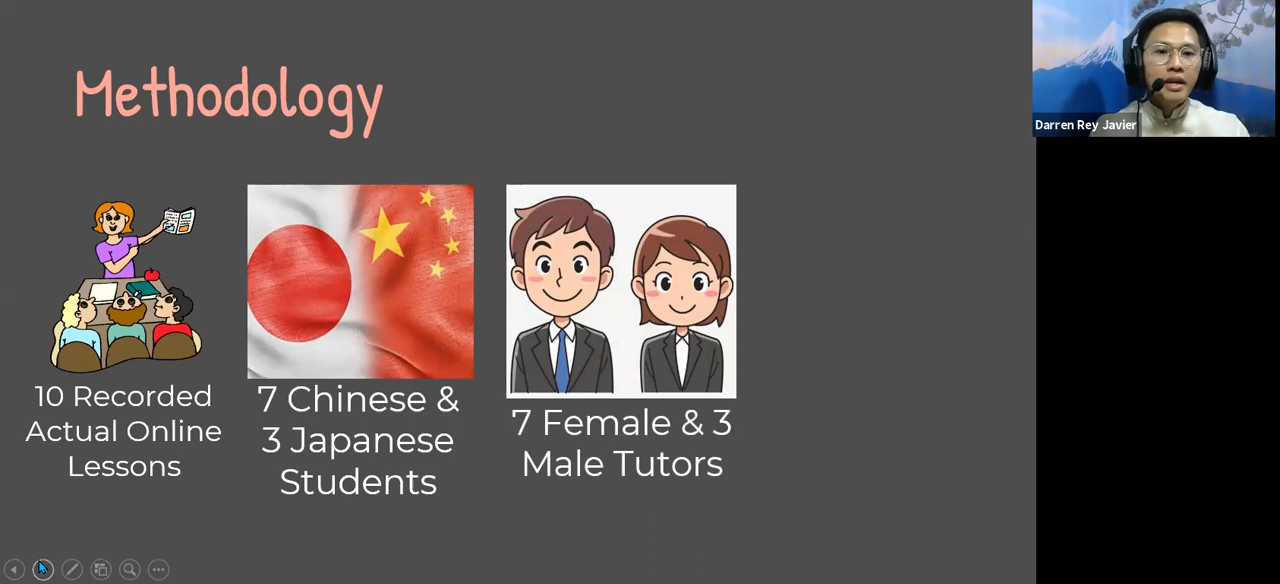 Methodology
10 Recorded
Actual Online
Lessons
7 Chinese &
3 Japanese
Students
7 Female & 3
Male Tutors
Darren Rey Javier